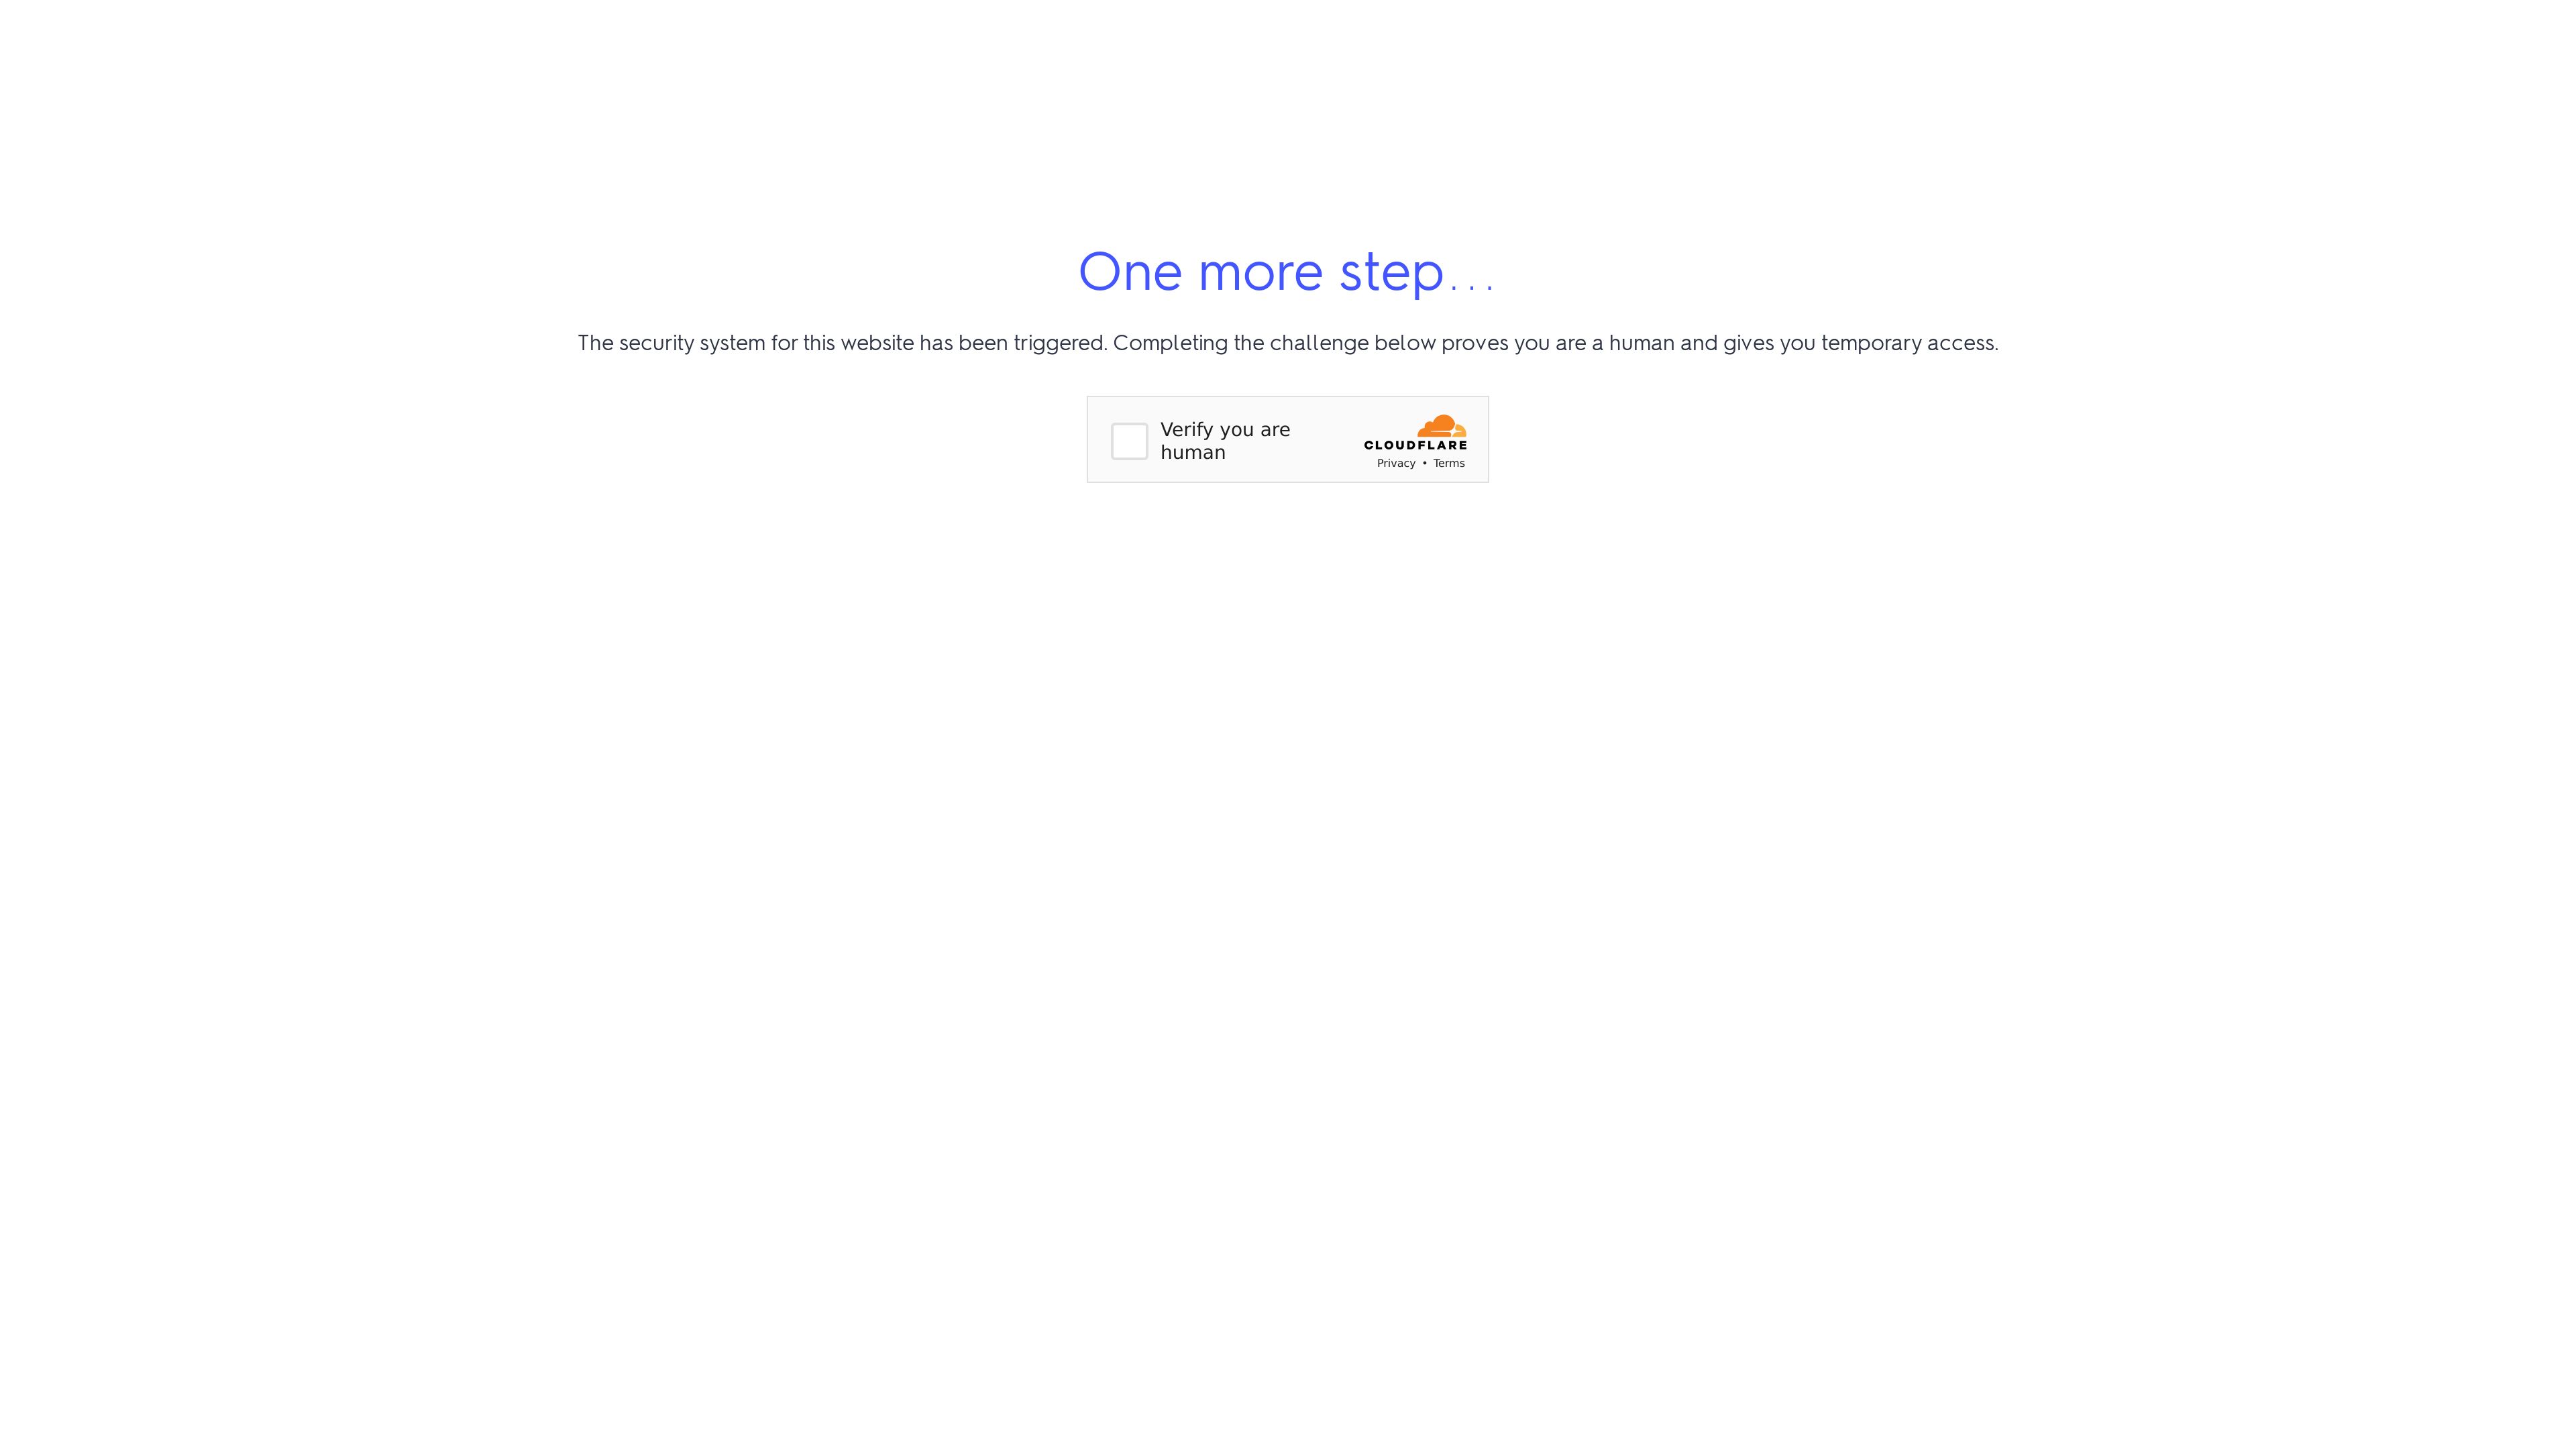 One more step...
The security system for this website has been triggered. Completing the challenge below proves you are a human and gives you temporary access.
Verify you are
human
CLOUDFLARE
Privacy • Terms